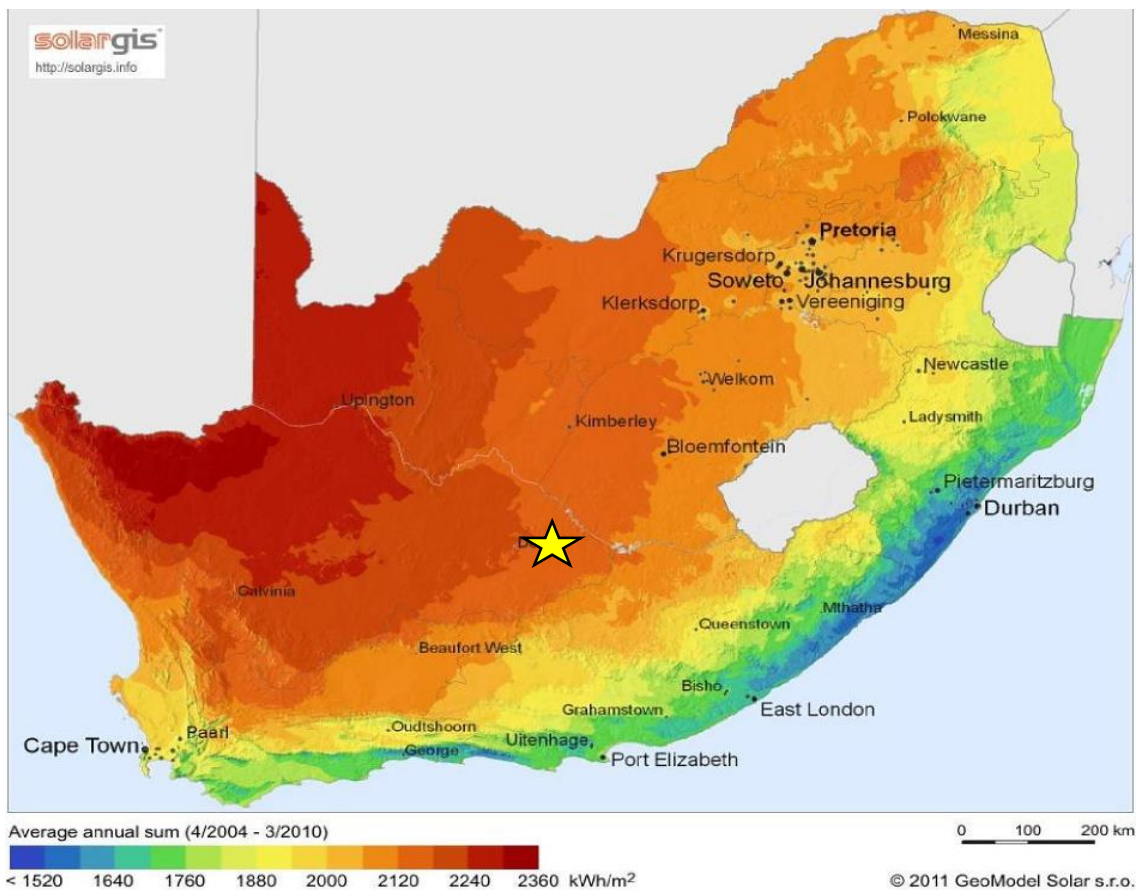 solargis
http://solargis.info
Messina
Polokwane
Pretoria
Krugersdorp
Soweto
Johannesburg
Klerksdorp
Vereeniging
Newcastle
Welkom
Upington
Kimberley
Ladysmith
Bloemfontein
Pietermaritzburg
Durban
Calvinia
Mthatha
Queenstown
Beaufort West
Bisho
Grahamstown
East London
Oudtshoorn
Paarl
Uitenhage
Cape Town
George
Port Elizabeth
Average annual sum (4/2004 - 3/2010)
0 100 200 km
< 1520 1640 1760 1880 2000 2120 2240 2360 kWh/m²
© 2011 GeoModel Solar s.r.o.